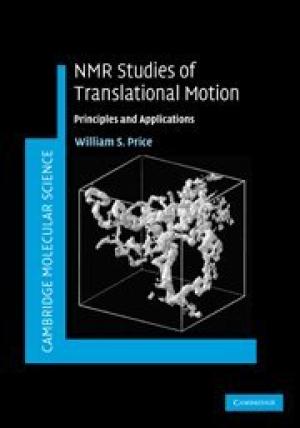 NMR Studies of
Translational Motion
Principles and Applications
William S. Price
CAMBRIDGE MOLECULAR SCIENCE
CAMBRIDGE